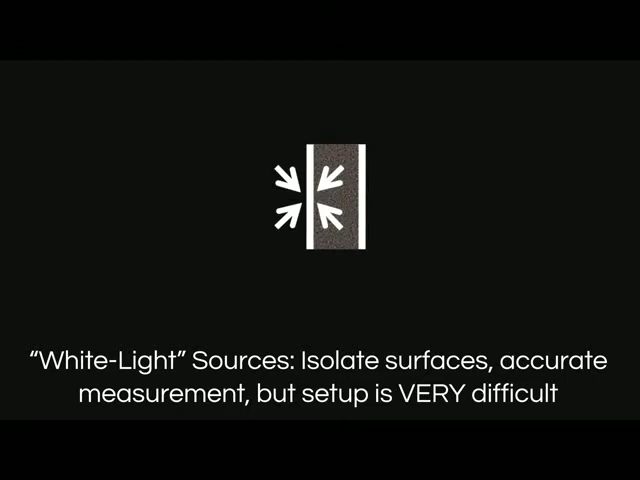 “White-Light” Sources: Isolate surfaces, accurate
measurement, but setup is VERY difficult